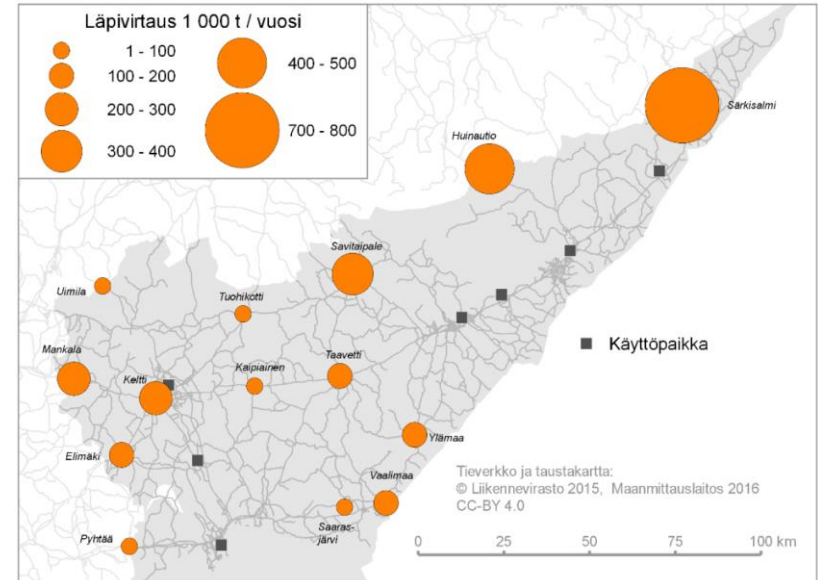 Läpivirtaus 1 000 t / vuosi
1 - 100
100 - 200
200 - 300
300 - 400
400 - 500
700 - 800
Särkisalmi
Huinautio
Savitaipale
Uimila
Tuohikotti
Mankala
Keltti
Kaipiainen
Taavetti
Käyttöpaikka
Elimäki
Ylämaa
Vaalimaa
Saaras-
järvi
Pyhtää
Tieverkko ja taustakartta:
© Liikennevirasto 2015, Maanmittauslaitos 2016
CC-BY 4.0
0 25 50 75 100 km